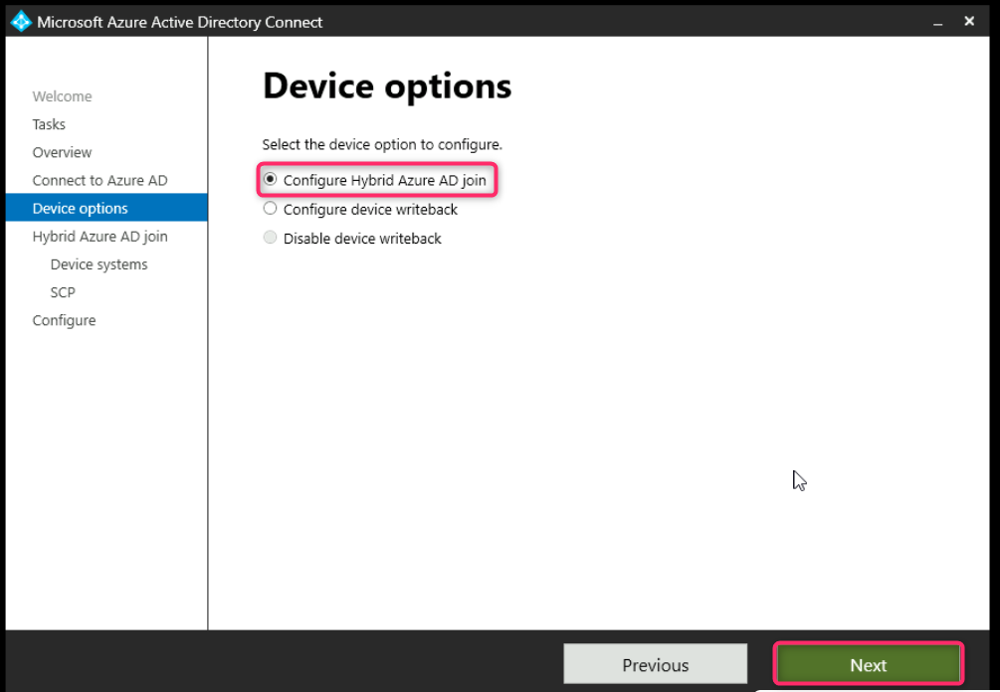 Microsoft Azure Active Directory Connect
Welcome
Tasks
Overview
Connect to Azure AD
Device options
Hybrid Azure AD join
Device systems
SCP
Configure
Device options
Select the device option to configure.
Configure Hybrid Azure AD join
Configure device writeback
Disable device writeback
Previous
Next